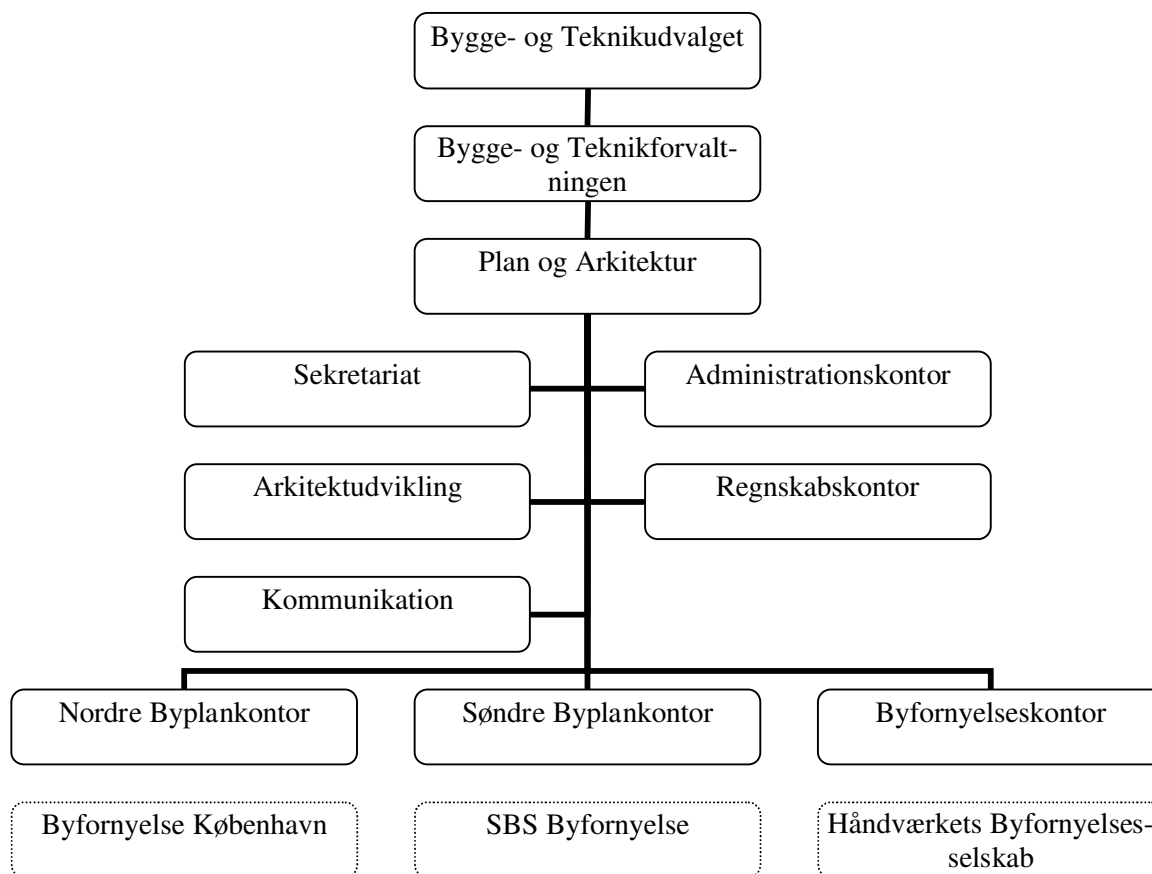 Bygge- og Teknikudvalget
Bygge- og Teknikforvalt-
ningen
Plan og Arkitektur
Sekretariat
Administrationskontor
Arkitektudvikling
Regnskabskontor
Kommunikation
Nordre Byplankontor
Søndre Byplankontor
Byfornyelseskontor
Byfornyelse København
SBS Byfornyelse
Håndværkets Byfornyelses-
selskab